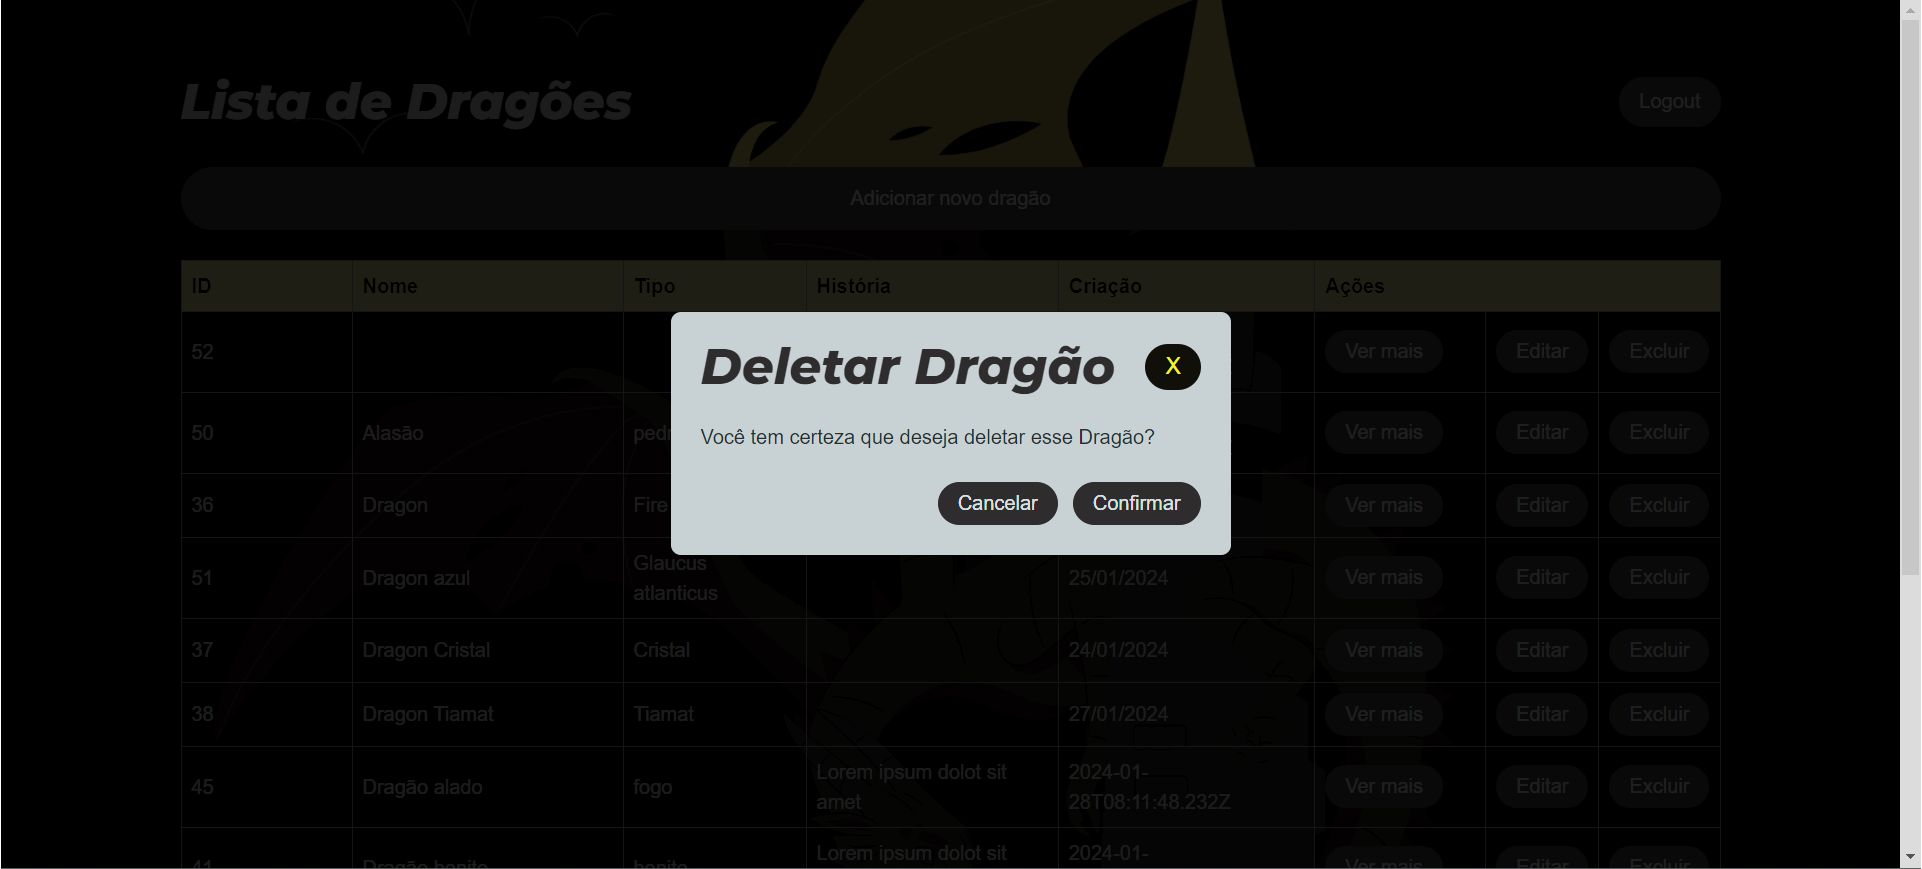 Lista de Dragões
Logout
Adicionar novo dragão
ID Nome Tipo História Criação Ações
52 Ver mais Editar Excluir
Deletar Dragão X
Você tem certeza que deseja deletar esse Dragão?
Cancelar Confirmar
50 Alasão Ver mais Editar Excluir
36 Dragon Fire Ver mais Editar Excluir
51 Dragon azul Glaucus atlanticus 25/01/2024 Ver mais Editar Excluir
37 Dragon Cristal Cristal 24/01/2024 Ver mais Editar Excluir
38 Dragon Tiamat Tiamat 27/01/2024 Ver mais Editar Excluir
45 Dragão alado fogo Lorem ipsum dolot sit amet 2024-01-28T08:11:48.232Z Ver mais Editar Excluir
41 Dragão bonito bonito Lorem ipsum dolot sit 2024-01- Ver mais Editar Excluir